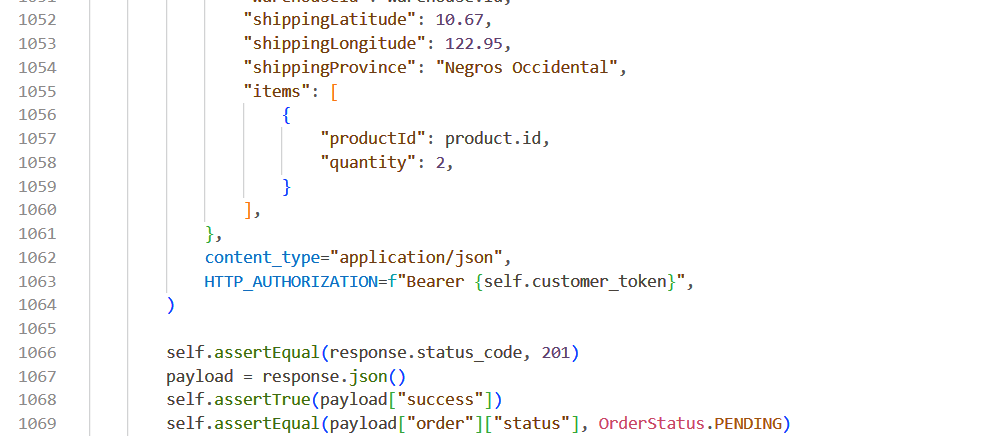 1052 "shippingLatitude": 10.67,
1053 "shippingLongitude": 122.95,
1054 "shippingProvince": "Negros Occidental",
1055 "items": [
1056 {
1057 "productId": product.id,
1058 "quantity": 2,
1059 }
1060 ],
1061 },
1062 content_type="application/json",
1063 HTTP_AUTHORIZATION=f"Bearer {self.customer_token}",
1064 )
1065
1066 self.assertEqual(response.status_code, 201)
1067 payload = response.json()
1068 self.assertTrue(payload["success"])
1069 self.assertEqual(payload["order"]["status"], OrderStatus.PENDING)